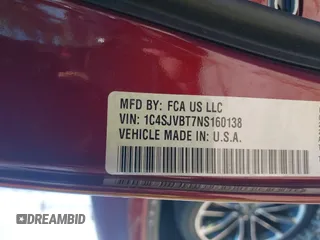 MFD BY: FCA US LLC
VIN: 1C4SJVBT7NS160138
VEHICLE MADE IN: U.S.A.
DREAMBID